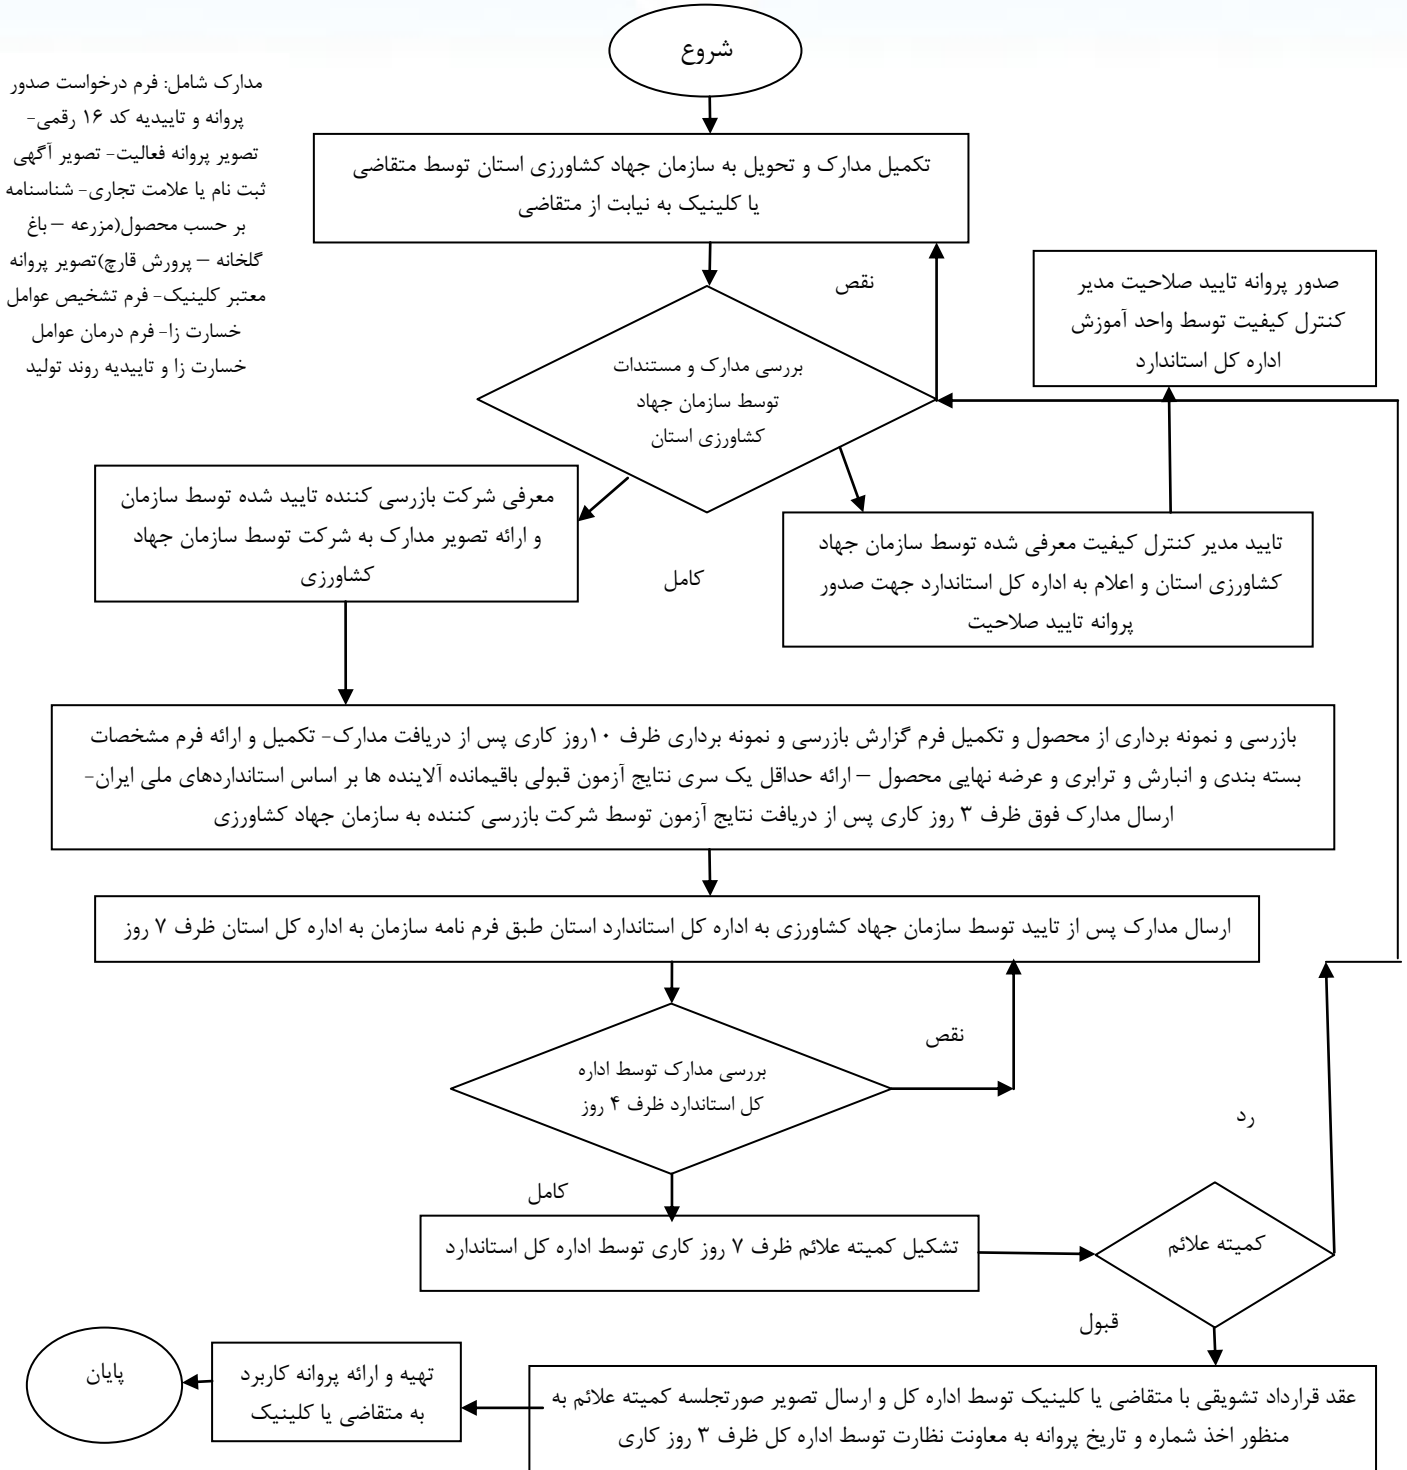 شروع
مدارک شامل: فرم درخواست صدور
پروانه و تاییدیه کد ۱۶ رقمی-
تصویر پروانه فعالیت- تصویر آگهی
ثبت نام یا علامت تجاری- شناسنامه
بر حسب محصول(مزرعه – باغ
گلخانه – پرورش قارچ)تصویر پروانه
معتبر کلینیک- فرم تشخیص عوامل
خسارت زا- فرم درمان عوامل
خسارت زا و تاییدیه روند تولید
تکمیل مدارک و تحویل به سازمان جهاد کشاورزی استان توسط متقاضی
یا کلینیک به نیابت از متقاضی
نقص
صدور پروانه تایید صلاحیت مدیر
کنترل کیفیت توسط واحد آموزش
اداره کل استاندارد
بررسی مدارک و مستندات
توسط سازمان جهاد
کشاورزی استان
معرفی شرکت بازرسی کننده تایید شده توسط سازمان
و ارائه تصویر مدارک به شرکت توسط سازمان جهاد
کشاورزی
کامل
تایید مدیر کنترل کیفیت معرفی شده توسط سازمان جهاد
کشاورزی استان و اعلام به اداره کل استاندارد جهت صدور
پروانه تایید صلاحیت
بازرسی و نمونه برداری از محصول و تکمیل فرم گزارش بازرسی و نمونه برداری ظرف ۱۰روز کاری پس از دریافت مدارک- تکمیل و ارائه فرم مشخصات
بسته بندی و انبارش و ترابری و عرضه نهایی محصول – ارائه حداقل یک سری نتایج آزمون قبولی باقیمانده آلاینده ها بر اساس استانداردهای ملی ایران-
ارسال مدارک فوق ظرف ۳ روز کاری پس از دریافت نتایج آزمون توسط شرکت بازرسی کننده به سازمان جهاد کشاورزی
ارسال مدارک پس از تایید توسط سازمان جهاد کشاورزی به اداره کل استاندارد استان طبق فرم نامه سازمان به اداره کل استان ظرف ۷ روز
نقص
بررسی مدارک توسط اداره
کل استاندارد ظرف ۴ روز
رد
کامل
تشکیل کمیته علائم ظرف ۷ روز کاری توسط اداره کل استاندارد
کمیته علائم
قبول
عقد قرارداد تشویقی با متقاضی یا کلینیک توسط اداره کل و ارسال تصویر صورتجلسه کمیته علائم به
منظور اخذ شماره و تاریخ پروانه به معاونت نظارت توسط اداره کل ظرف ۳ روز کاری
تهیه و ارائه پروانه کاربرد
به متقاضی یا کلینیک
پایان